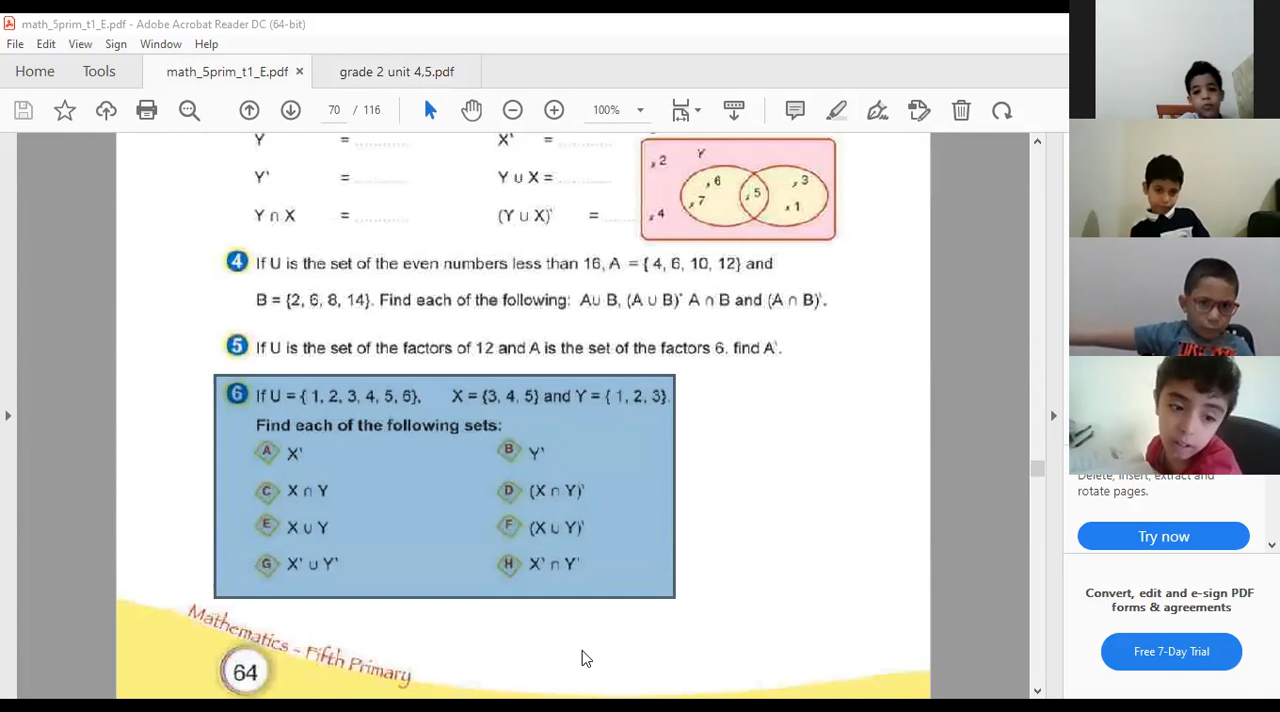 math_5prim_t1_E.pdf - Adobe Acrobat Reader DC (64-bit)
File Edit View Sign Window Help
Home Tools math_5prim_t1_E.pdf × grade 2 unit 4,5.pdf
70 / 116 100%
Y = ............ X' = ............
Y' = ............ Y ∪ X = ............
Y ∩ X = ............ (Y ∪ X)' = ......
2 Y 6 7 5 3 1 4
4 If U is the set of the even numbers less than 16, A = { 4, 6, 10, 12} and
B = {2, 6, 8, 14}. Find each of the following: A∪ B, (A ∪ B)' A ∩ B and (A ∩ B)'.
5 If U is the set of the factors of 12 and A is the set of the factors 6. find A'.
6 If U = { 1, 2, 3, 4, 5, 6}, X = {3, 4, 5} and Y = { 1, 2, 3}.
Find each of the following sets:
A X' B Y'
C X ∩ Y D (X ∩ Y)'
E X ∪ Y F (X ∪ Y)'
G X' ∪ Y' H X' ∩ Y'
Mathematics - Fifth Primary
64
Delete, insert, extract and
rotate pages.
Try now
Convert, edit and e-sign PDF
forms & agreements
Free 7-Day Trial